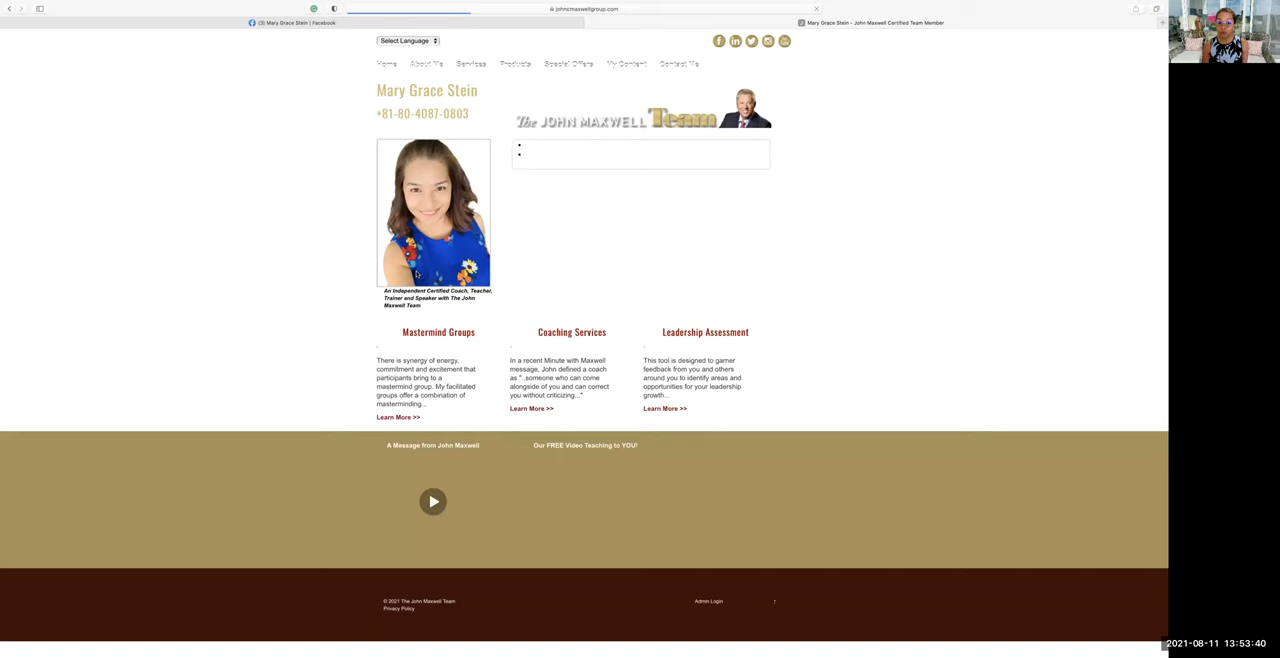 johncmaxwellgroup.com
(3) Mary Grace Stein | Facebook
Mary Grace Stein - John Maxwell Certified Team Member
Select Language
Home About Me Services Products Special Offers My Content Contact Me
Mary Grace Stein
+81-80-4087-0803
The JOHN MAXWELL Team
An Independent Certified Coach, Teacher,
Trainer and Speaker with The John
Maxwell Team
Mastermind Groups
There is synergy of energy,
commitment and excitement that
participants bring to a
mastermind group. My facilitated
groups offer a combination of
masterminding...
Learn More >>
Coaching Services
In a recent Minute with Maxwell
message, John defined a coach
as "..someone who can come
alongside of you and can correct
you without criticizing..."
Learn More >>
Leadership Assessment
This tool is designed to garner
feedback from you and others
around you to identify areas and
opportunities for your leadership
growth...
Learn More >>
A Message from John Maxwell
Our FREE Video Teaching to YOU!
© 2021 The John Maxwell Team
Privacy Policy
Admin Login
↑
2021-08-11 13:53:40